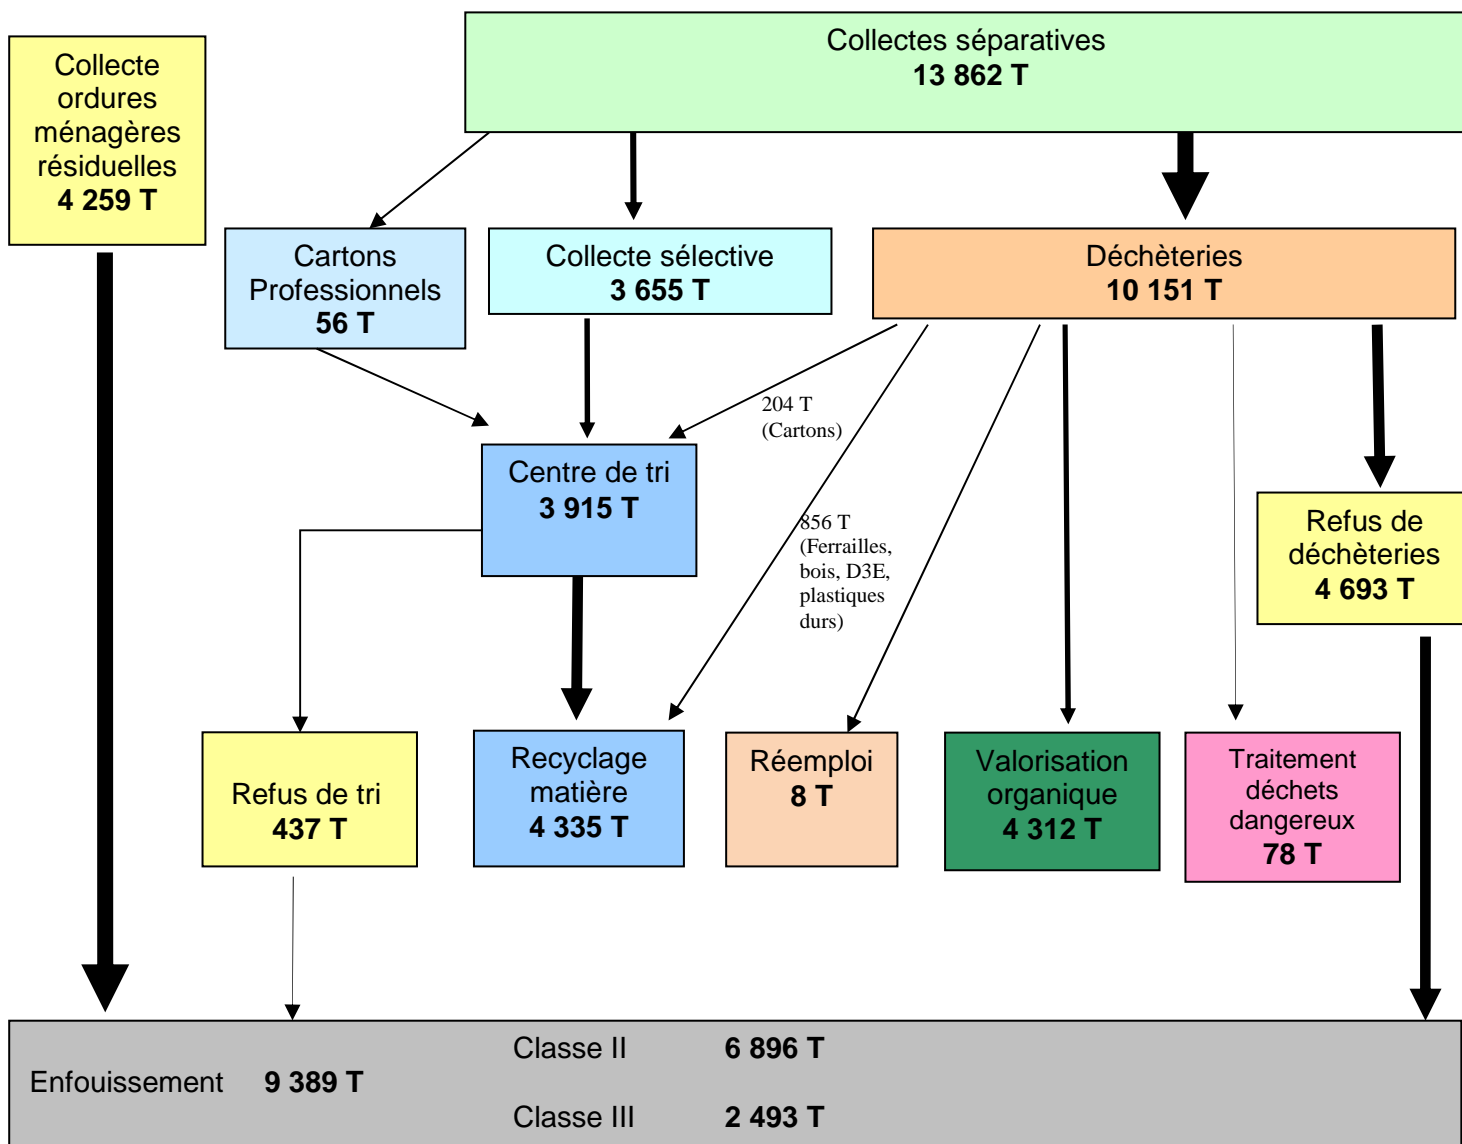 Collecte
ordures
ménagères
résiduelles
4 259 T
Collectes séparatives
13 862 T
Cartons
Professionnels
56 T
Collecte sélective
3 655 T
Déchèteries
10 151 T
204 T
(Cartons)
Centre de tri
3 915 T
856 T
(Ferrailles,
bois, D3E,
plastiques
durs)
Refus de
déchèteries
4 693 T
Refus de tri
437 T
Recyclage
matière
4 335 T
Réemploi
8 T
Valorisation
organique
4 312 T
Traitement
déchets
dangereux
78 T
Enfouissement 9 389 T
Classe II 6 896 T
Classe III 2 493 T